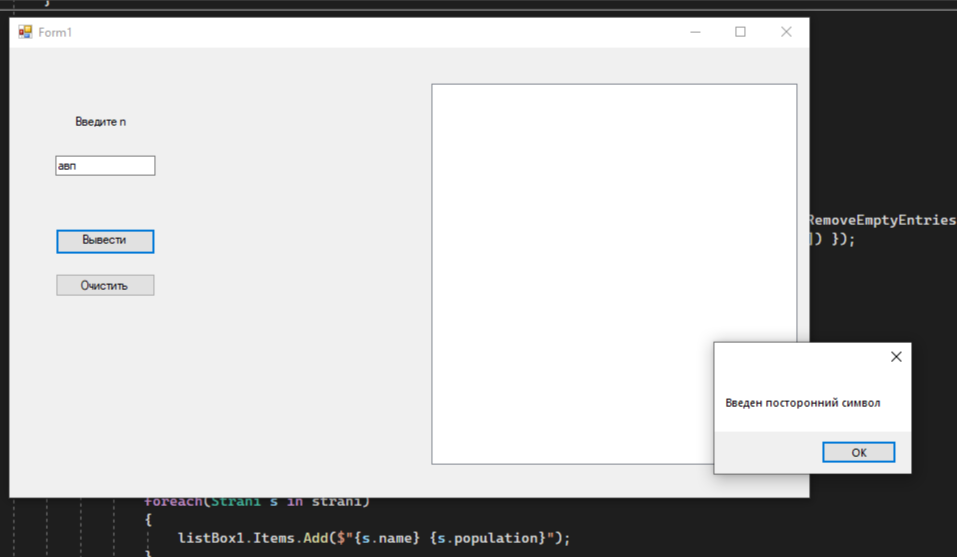 Form1
Введите n
авп
Вывести
Очистить
RemoveEmptyEntries
]) });
Введен посторонний символ
OK
foreach(Strani s in strani)
{
listBox1.Items.Add($"{s.name} {s.population}");
}